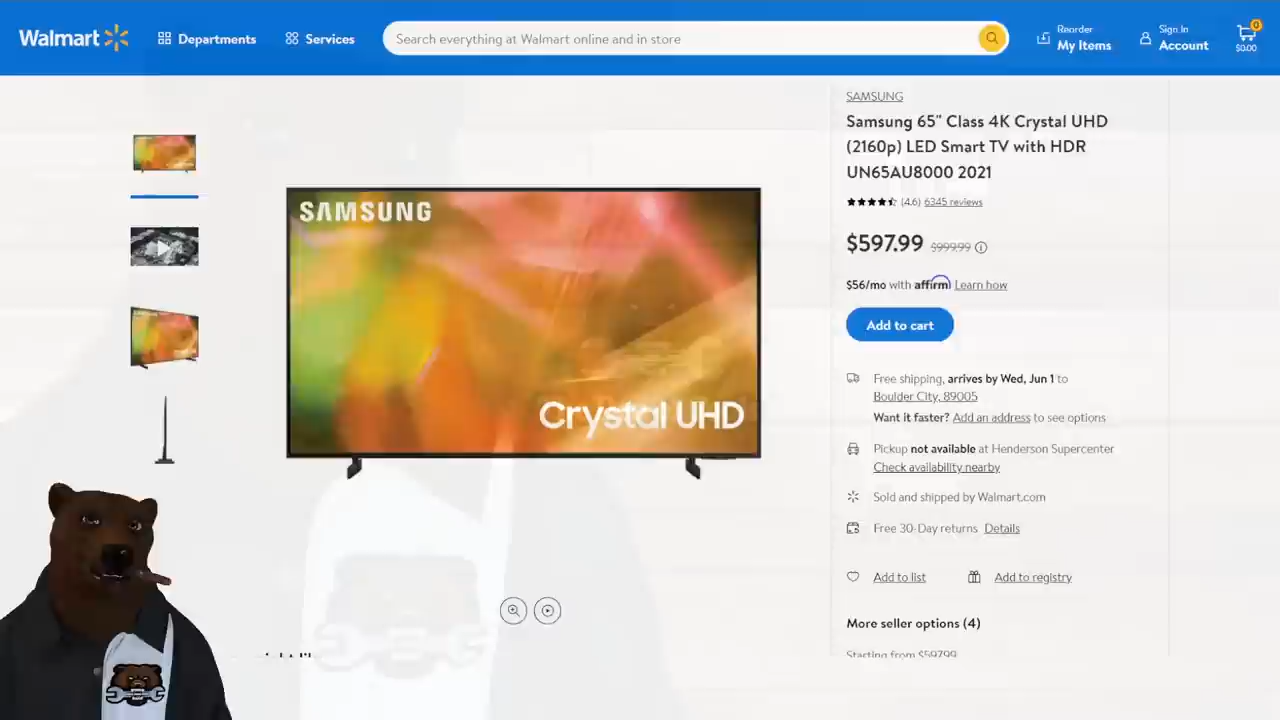 Walmart
Departments
Services
Search everything at Walmart online and in store
Reorder
My Items
Sign In
Account
0
$0.00
SAMSUNG
Samsung 65" Class 4K Crystal UHD
(2160p) LED Smart TV with HDR
UN65AU8000 2021
(4.6) 6345 reviews
$597.99 $999.99
$56/mo with affirm Learn how
Add to cart
Free shipping, arrives by Wed, Jun 1 to
Boulder City, 89005
Want it faster? Add an address to see options
Pickup not available at Henderson Supercenter
Check availability nearby
Sold and shipped by Walmart.com
Free 30-Day returns Details
Add to list
Add to registry
More seller options (4)
Starting from $597.99
SAMSUNG
Crystal UHD